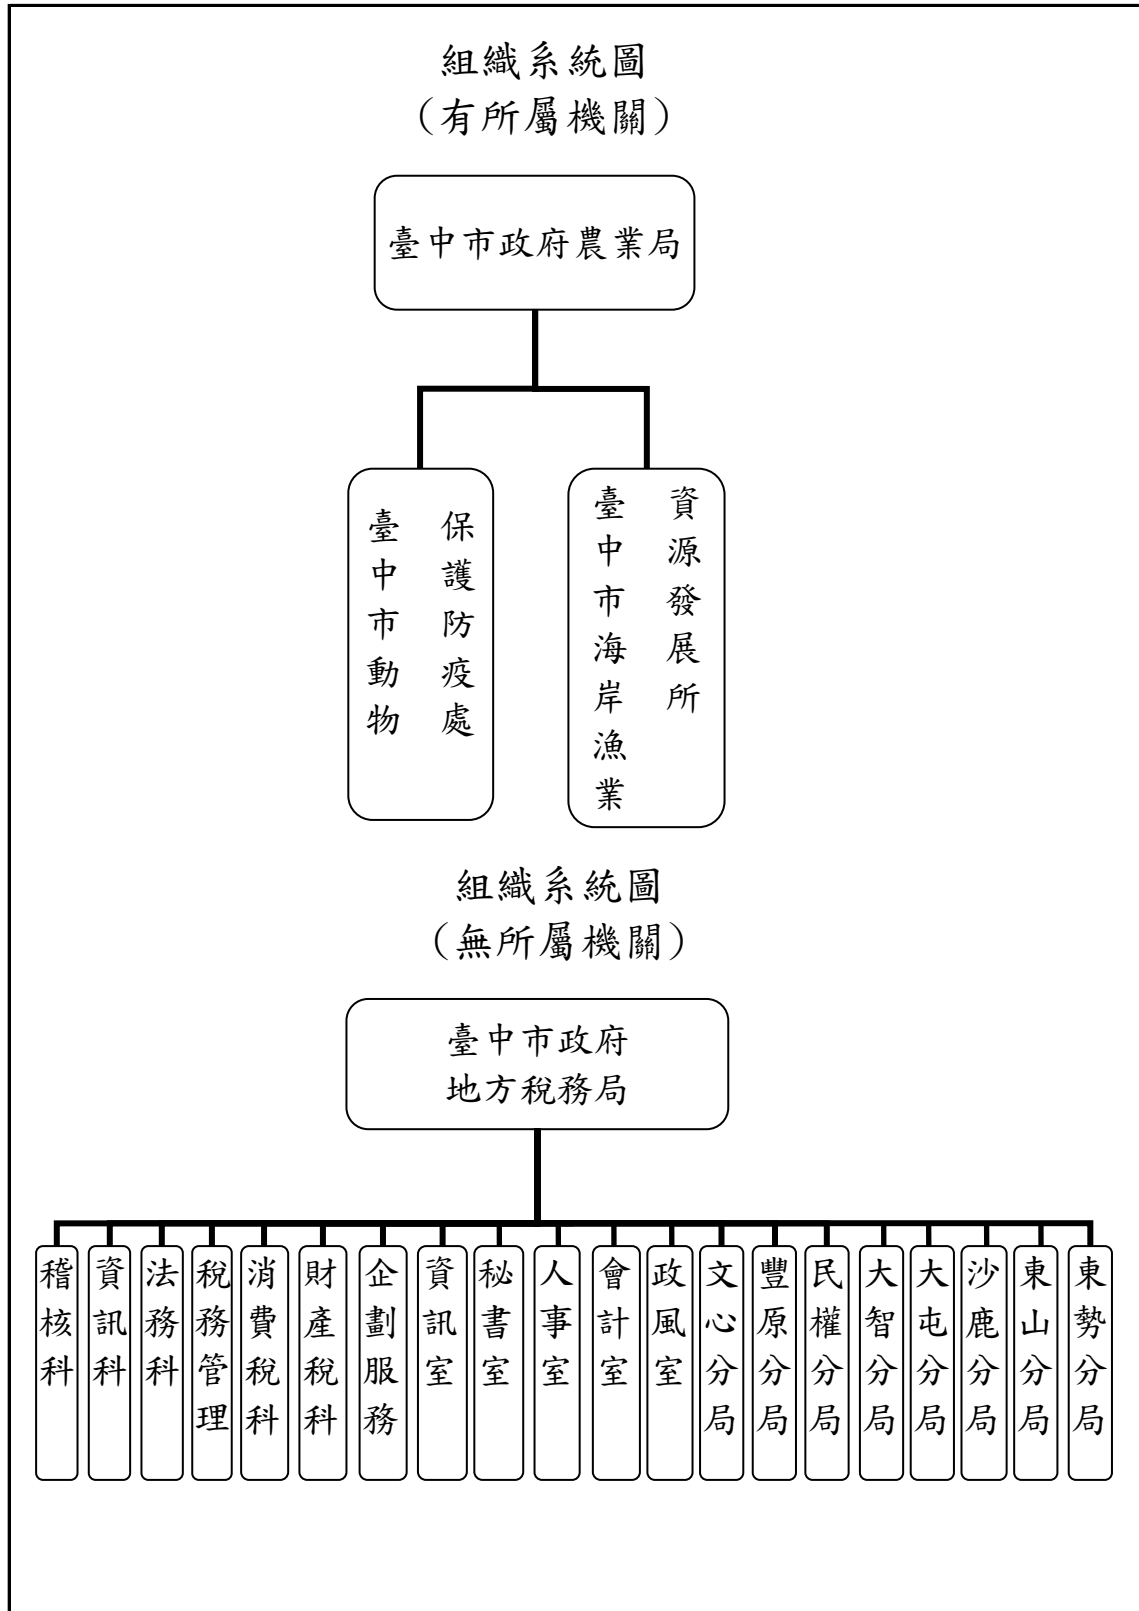 組織系統圖
（有所屬機關）
臺中市政府農業局
臺中市動物
保護防疫處
臺中市海岸漁業
資源發展所
組織系統圖
（無所屬機關）
臺中市政府
地方稅務局
稽核科
資訊科
法務科
稅務管理
消費稅科
財產稅科
企劃服務
資訊室
秘書室
人事室
會計室
政風室
文心分局
豐原分局
民權分局
大智分局
大屯分局
沙鹿分局
東山分局
東勢分局